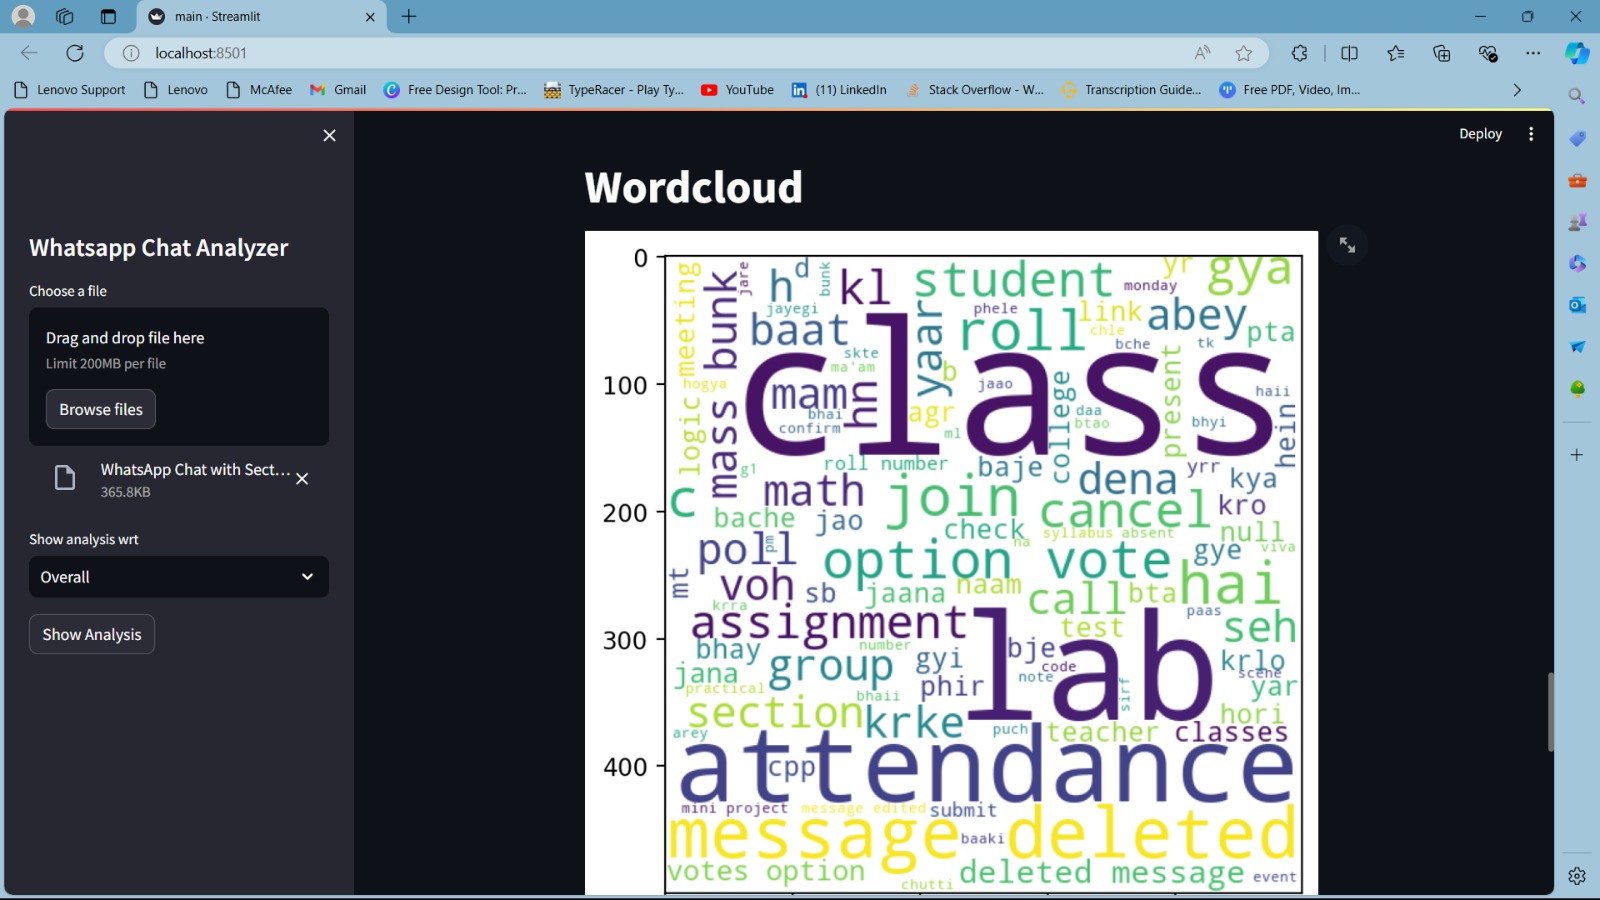 main · Streamlit
localhost:8501
Lenovo Support
Lenovo
McAfee
Gmail
Free Design Tool: Pr...
TypeRacer - Play Ty...
YouTube
(11) LinkedIn
Stack Overflow - W...
Transcription Guide...
Free PDF, Video, Im...
Deploy
Whatsapp Chat Analyzer
Choose a file
Drag and drop file here
Limit 200MB per file
Browse files
WhatsApp Chat with Sect...
365.8KB
Show analysis wrt
Overall
Show Analysis
Wordcloud
0
100
200
300
400
meeting
bunk
jare
h
d
bunk
kl
student
monday
yr
gya
jayegi
phele
link
abey
pta
baat
yaar
roll
chle
bche
tk
skte
ma'am
b
class
hogya
mamn
hn
jaao
college
present
haii
bhai
agr
daa
btao
bhyi
hein
logic
mass
confirm
ml
g1
roll number
baje
dena
yrr
kya
c
math
join
cancel
kro
bache
jao
check
syllabus absent
null
na
poll
pm
option
vote
gye
viva
mt
voh
sb
jaana
naam
call
bta
hai
krra
paas
assignment
lab
test
seh
bhay
number
gyi
bje
code
krlo
scene
jana
group
phir
note
sirf
yar
practical
bhaii
section
krke
hori
arey
puch
teacher
classes
attendance
cpp
mini project
message edited
submit
message
baaki
deleted
votes option
chutti
deleted message
event